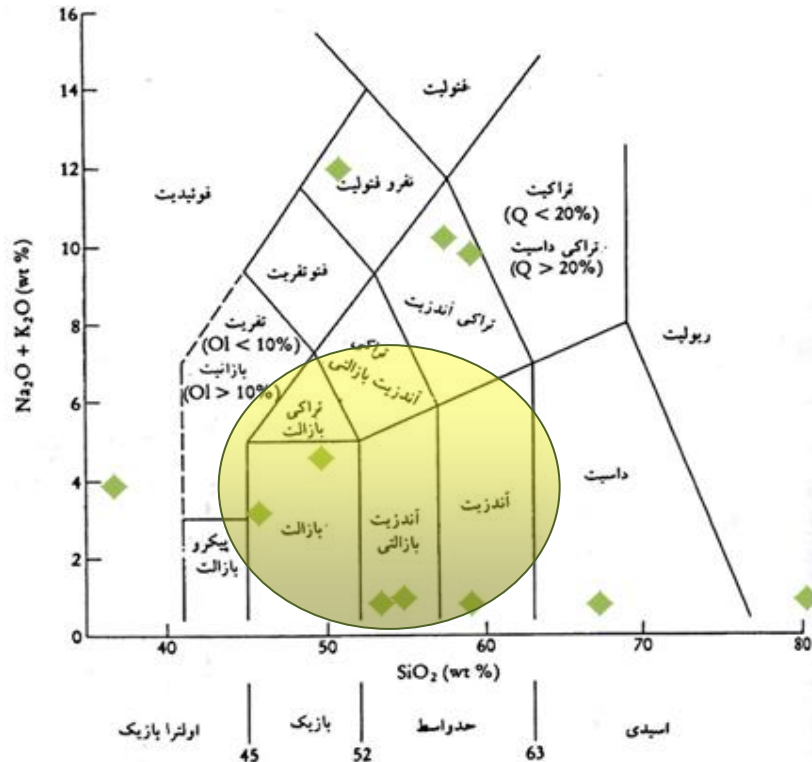 16
14
12
10
8
6
4
2
0
Na₂O + K₂O (wt %)
فنولیت
فوئیدیت
نفرو فنولیت
تراکیت
(Q < 20%)
تراکی داسیت
(Q > 20%)
فنوتفریت
تراکی آندزیت
تفریت
(Ol < 10%)
بازانیت
(Ol > 10%)
تراکی
آندزیت بازالتی
تراکی
بازالت
ریولیت
پیکرو
بازالت
بازالت
آندزیت
بازالتی
آندزیت
داسیت
40
50
60
70
80
SiO₂ (wt %)
اولترا بازیک
بازیک
حدواسط
اسیدی
45
52
63